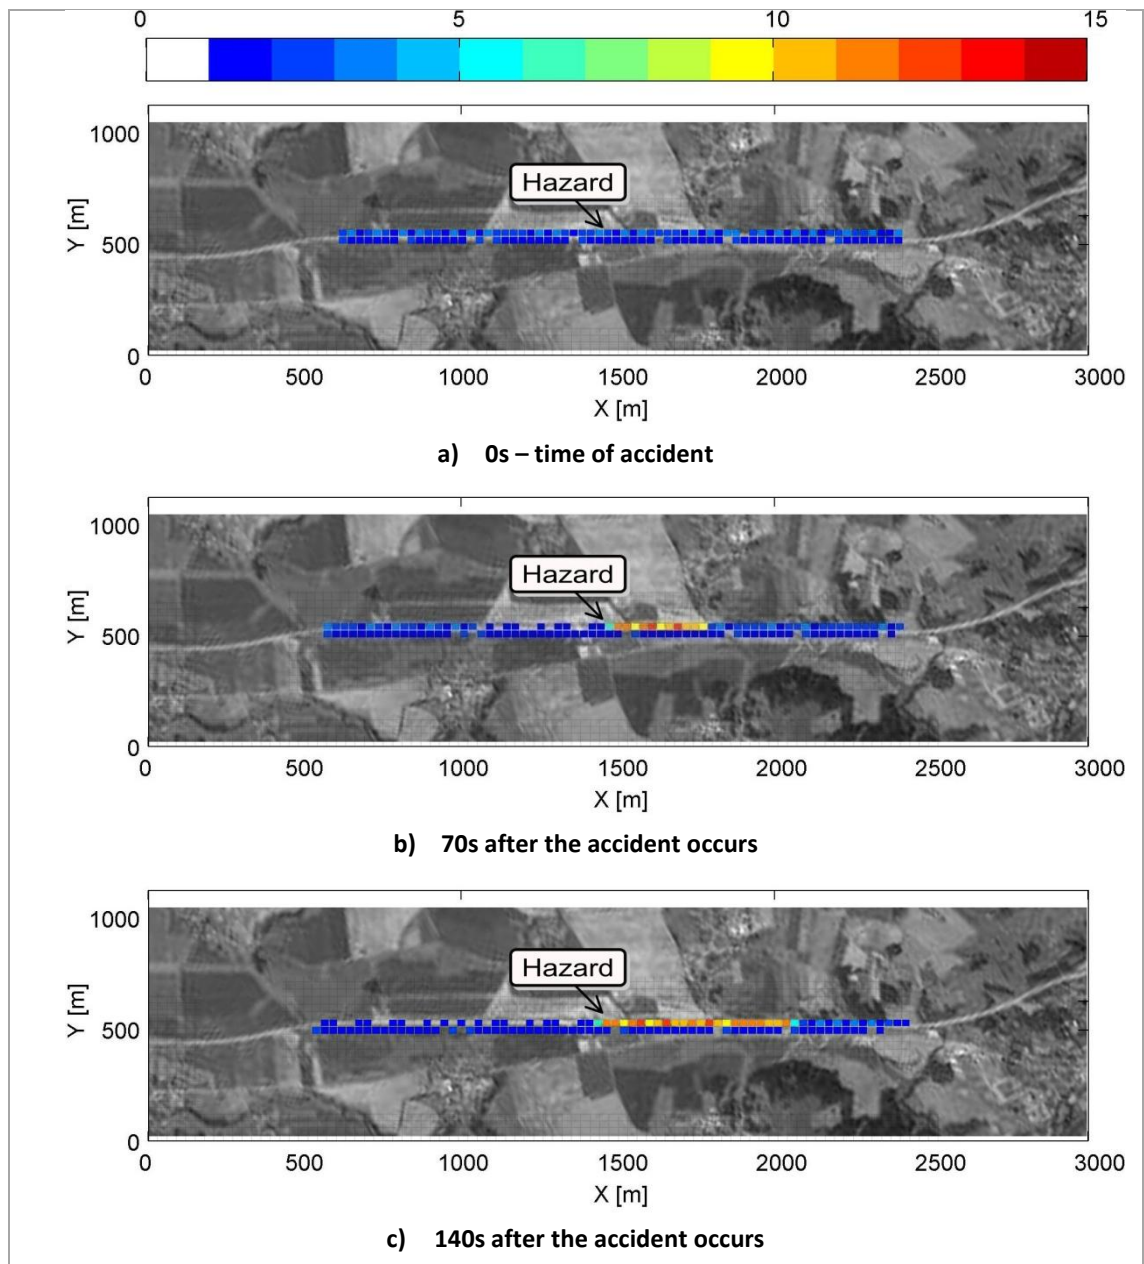 0 5 10 15
1000
Hazard
Y [m]
500
0
0 500 1000 1500 2000 2500 3000
X [m]
a) 0s – time of accident
1000
Hazard
Y [m]
500
0
0 500 1000 1500 2000 2500 3000
X [m]
b) 70s after the accident occurs
1000
Hazard
Y [m]
500
0
0 500 1000 1500 2000 2500 3000
X [m]
c) 140s after the accident occurs